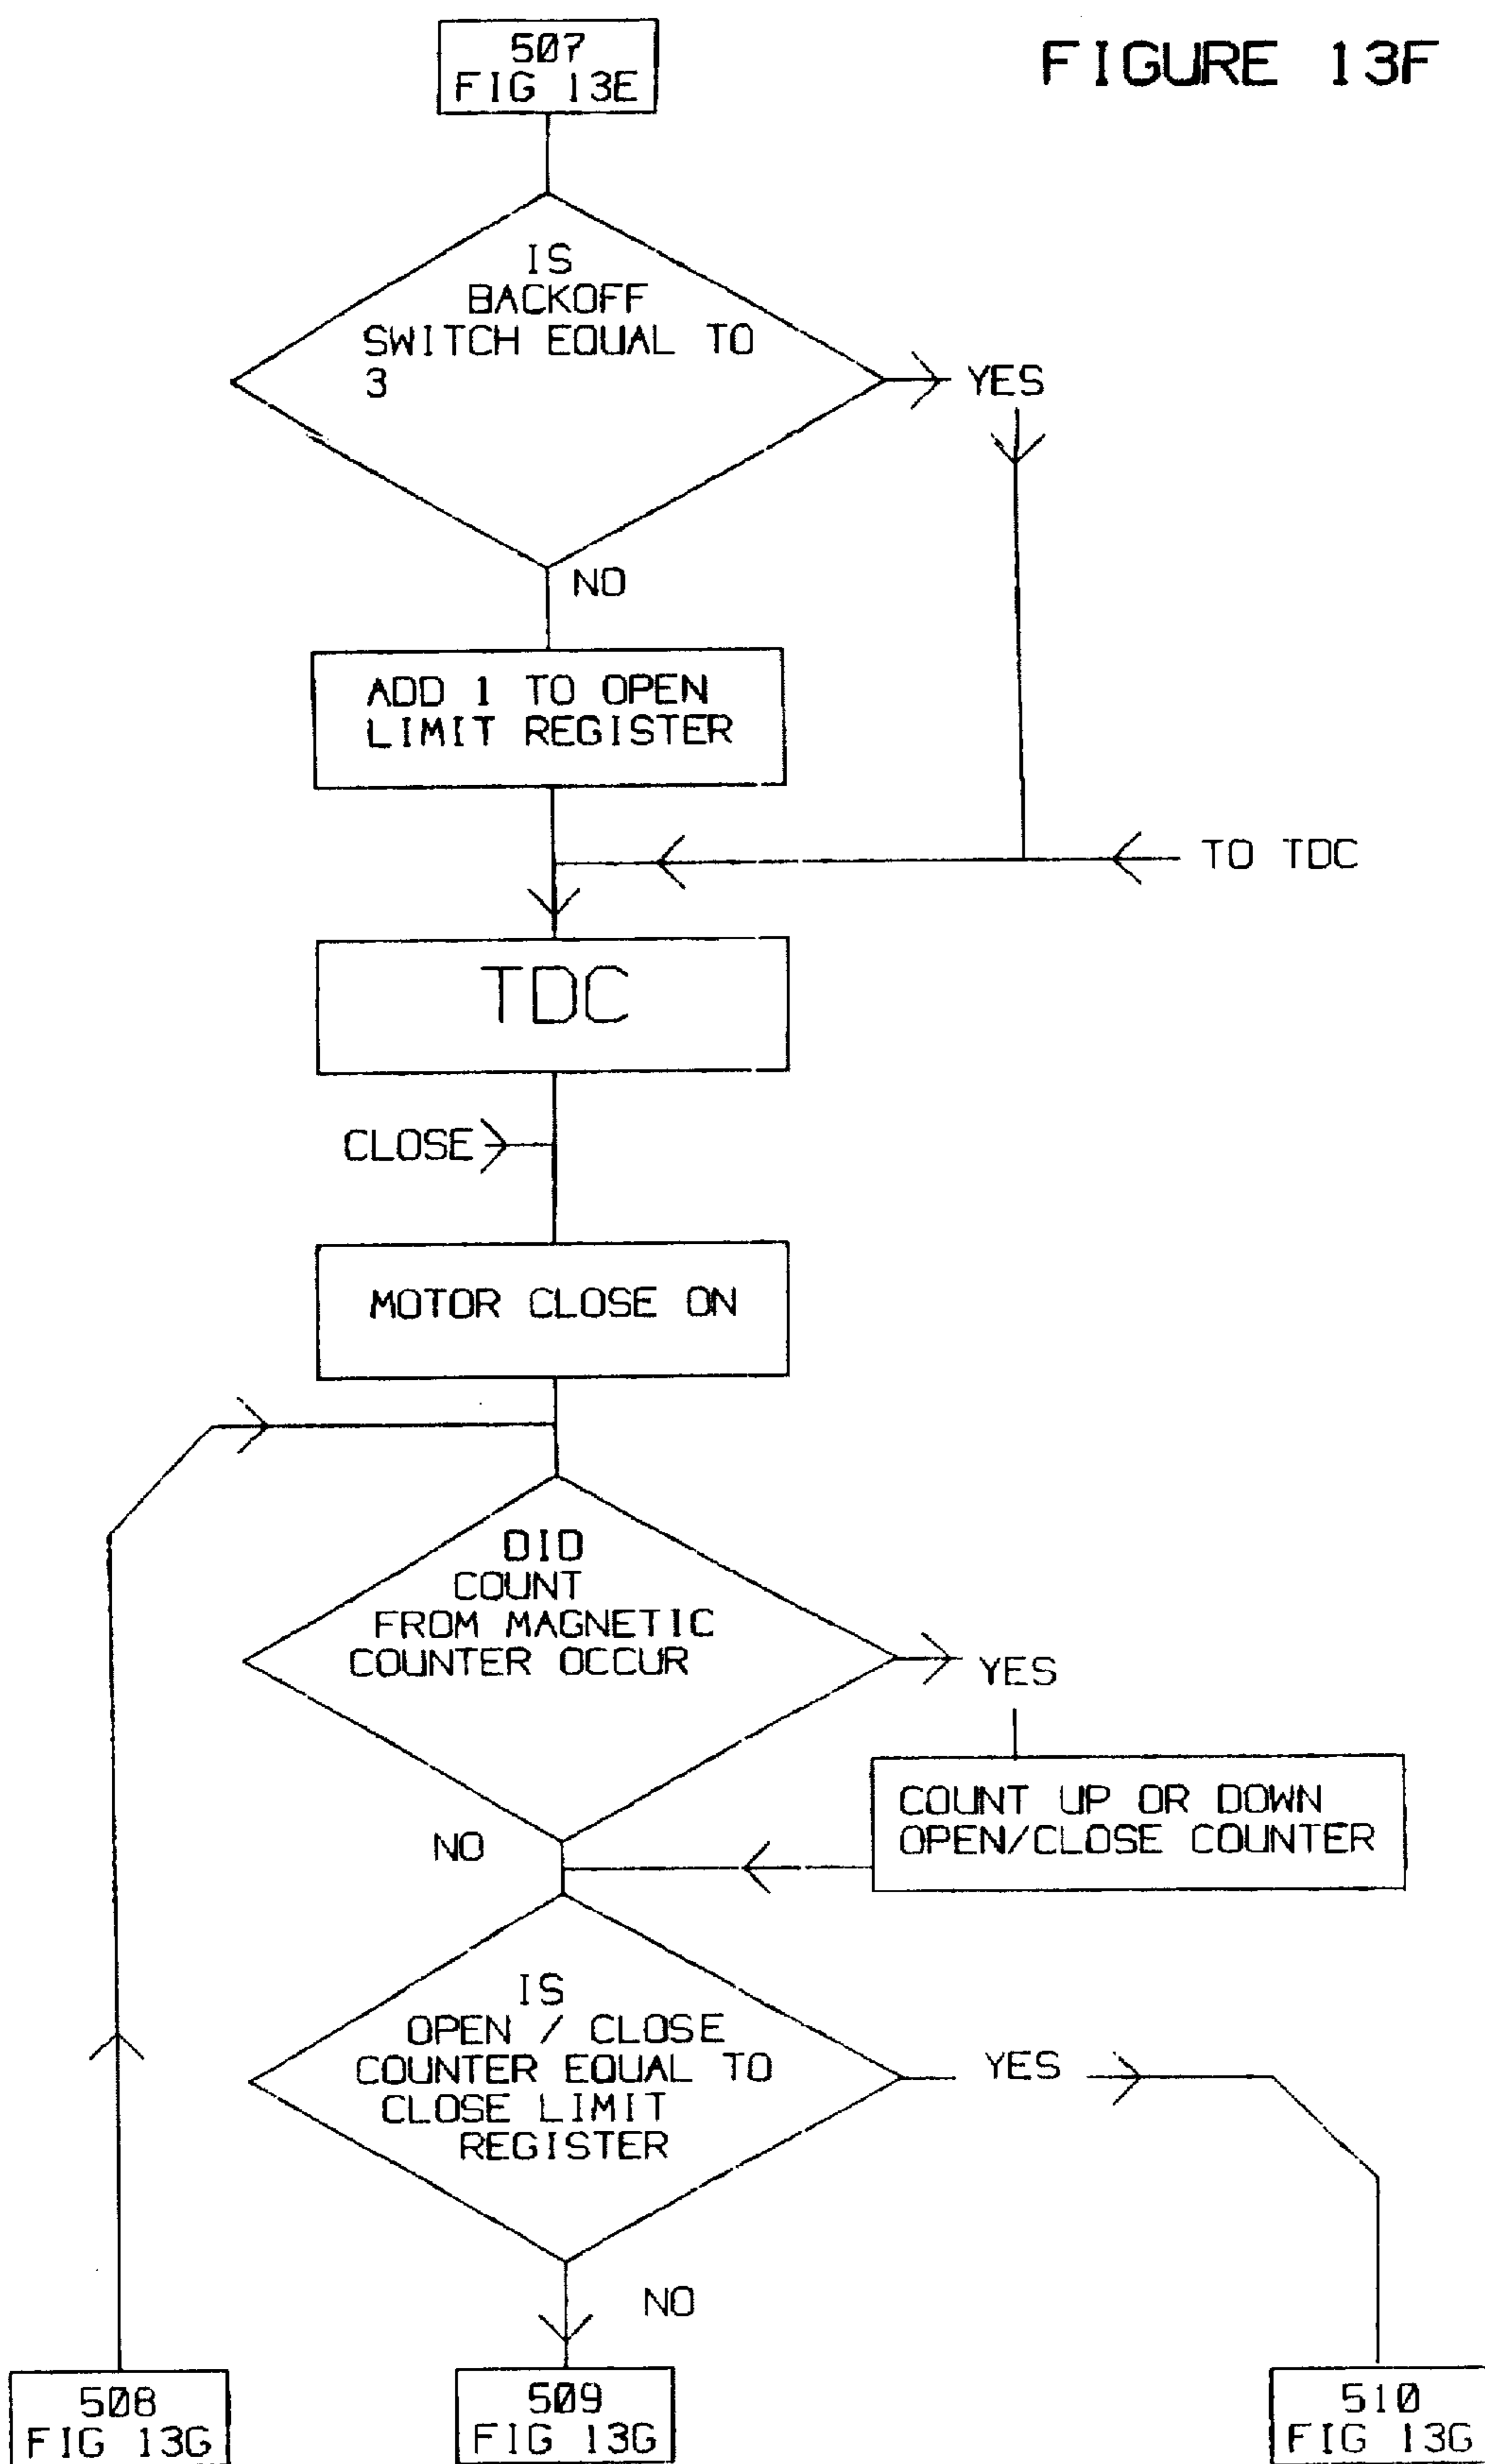 FIGURE 13F
507
FIG 13E
IS
BACKOFF
SWITCH EQUAL TO
3
YES
NO
ADD 1 TO OPEN
LIMIT REGISTER
TO TDC
TDC
CLOSE
MOTOR CLOSE ON
DID
COUNT
FROM MAGNETIC
COUNTER OCCUR
YES
COUNT UP OR DOWN
OPEN/CLOSE COUNTER
NO
IS
OPEN / CLOSE
COUNTER EQUAL TO
CLOSE LIMIT
REGISTER
YES
NO
508
FIG 13G
509
FIG 13G
510
FIG 13G